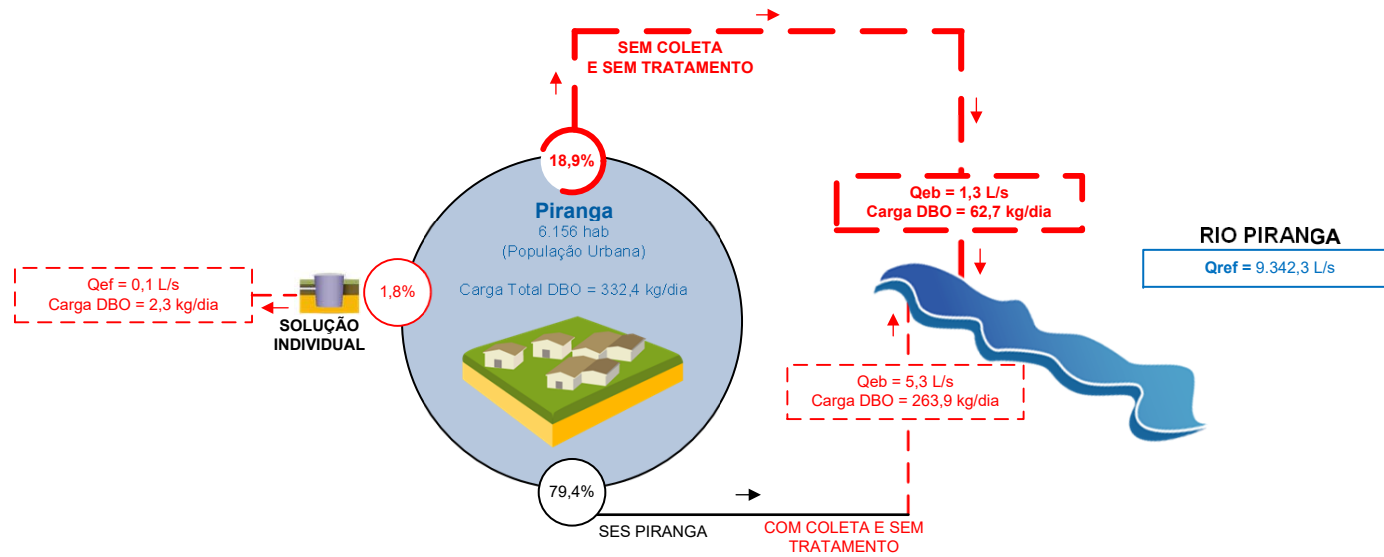 SEM COLETA
E SEM TRATAMENTO
18,9%
Piranga
6.156 hab
(População Urbana)
Carga Total DBO = 332,4 kg/dia
Qeb = 1,3 L/s
Carga DBO = 62,7 kg/dia
RIO PIRANGA
Qref = 9.342,3 L/s
Qef = 0,1 L/s
Carga DBO = 2,3 kg/dia
1,8%
SOLUÇÃO
INDIVIDUAL
Qeb = 5,3 L/s
Carga DBO = 263,9 kg/dia
79,4%
SES PIRANGA
COM COLETA E SEM
TRATAMENTO